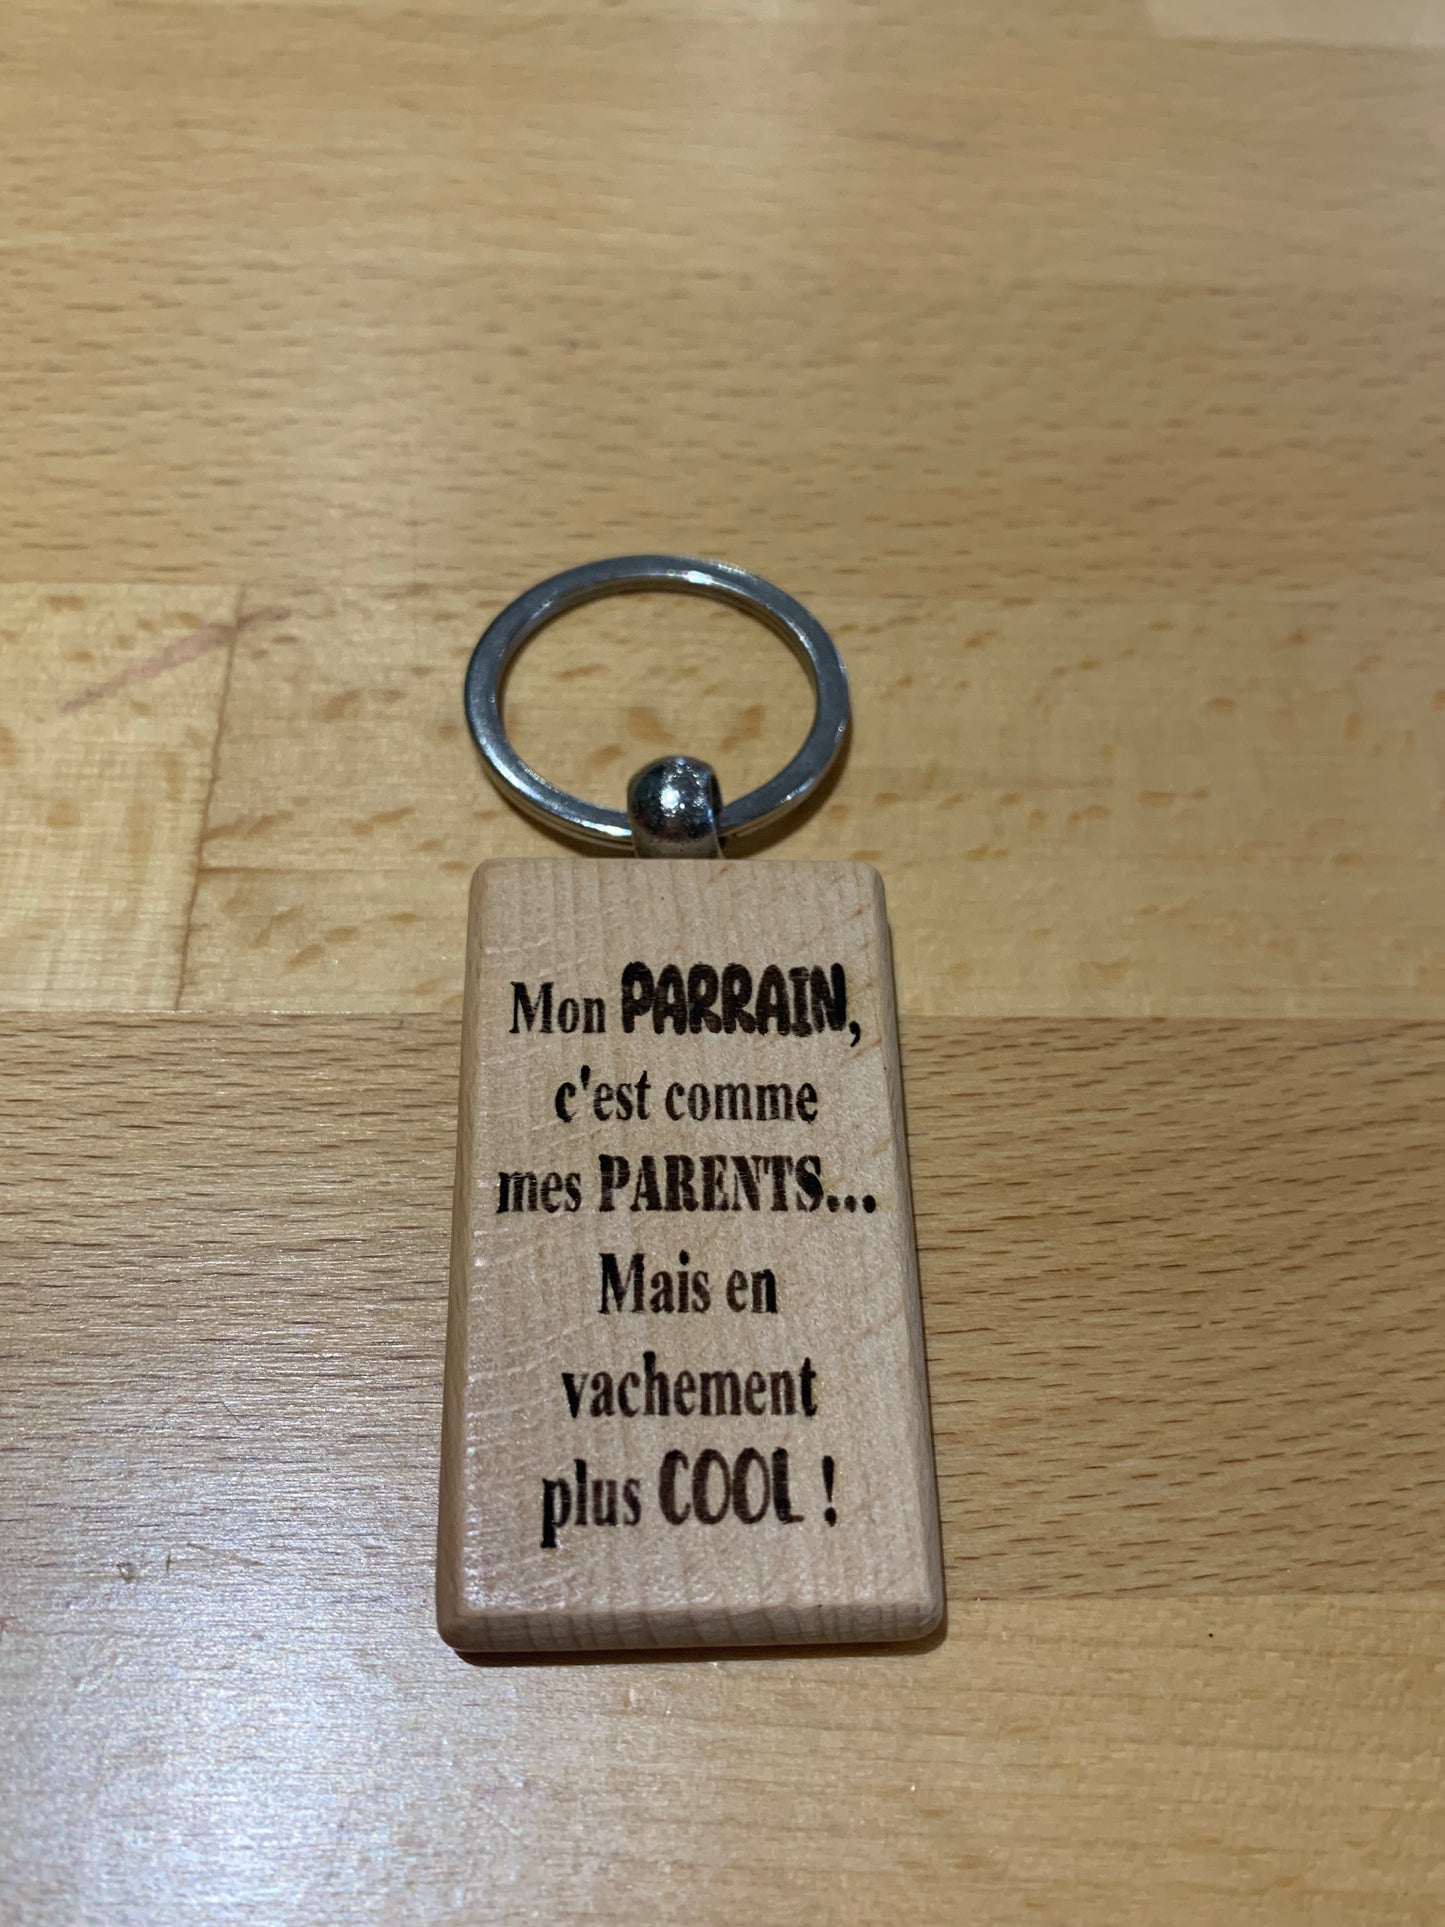 Mon PARRAIN,
c'est comme
mes PARENTS...
Mais en
vachement
plus COOL !